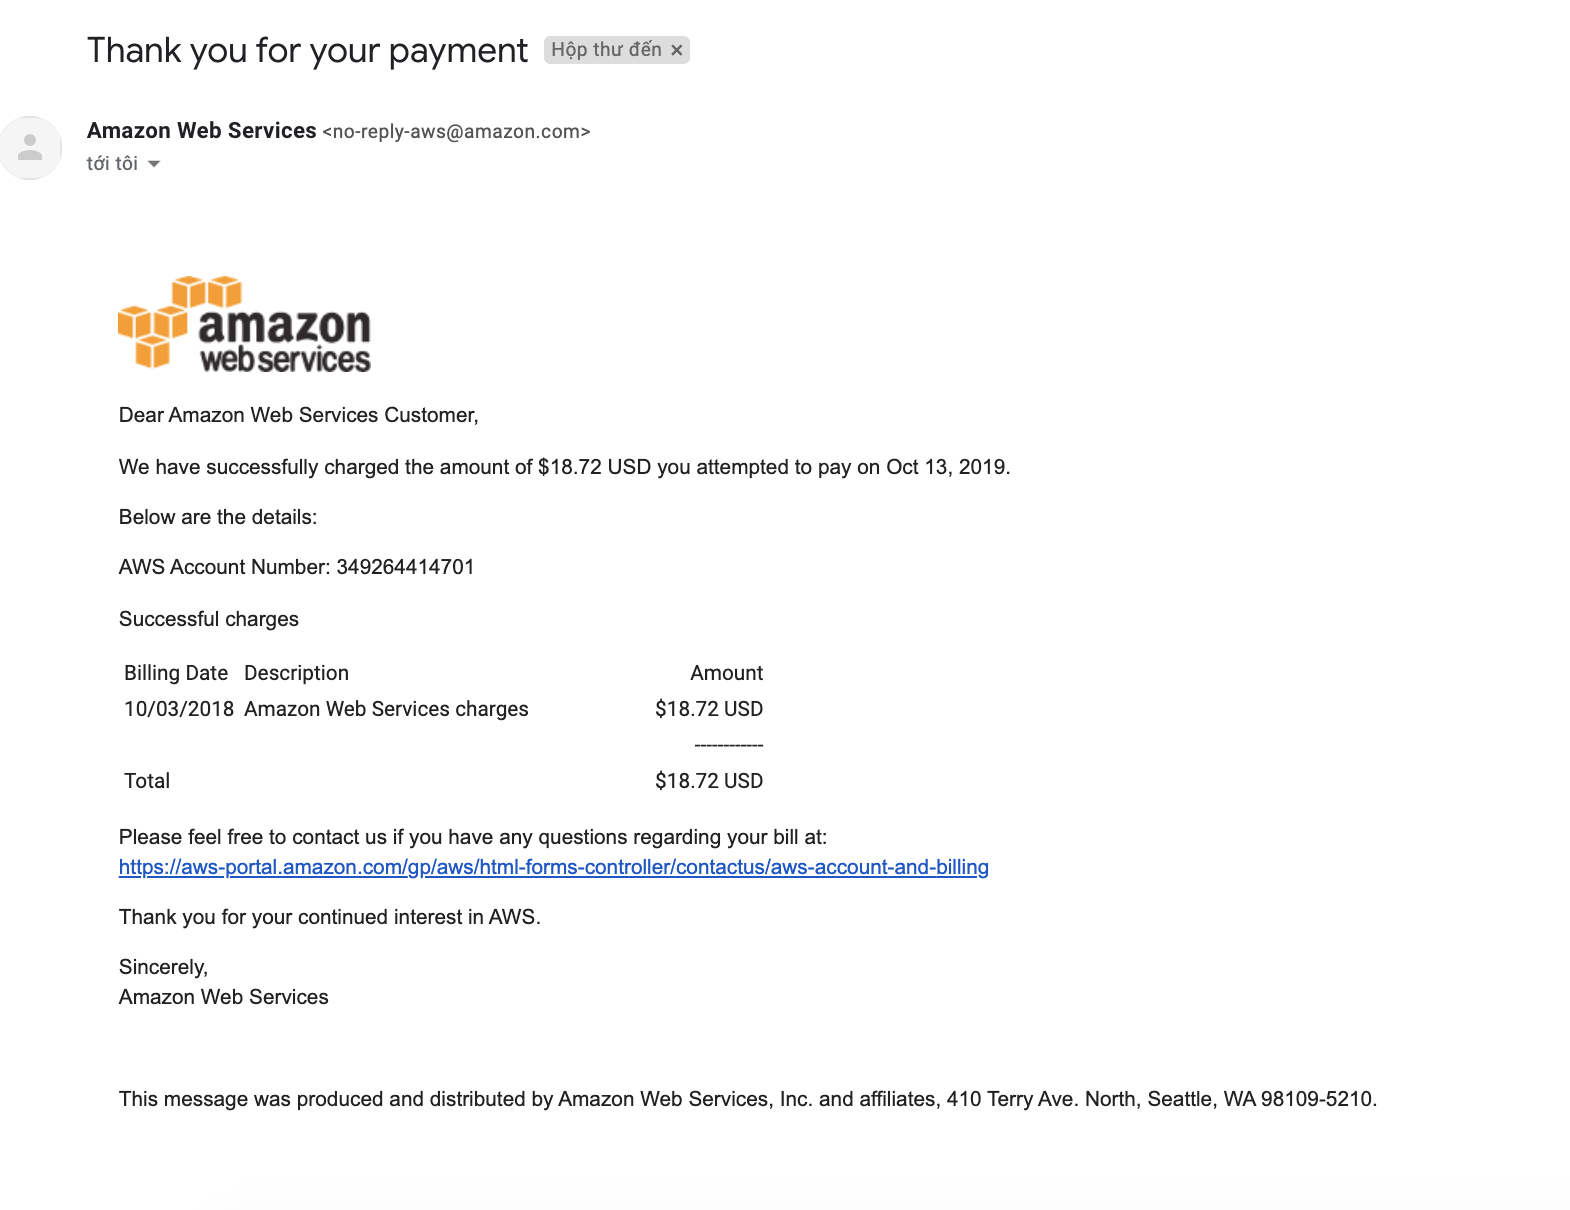 Thank you for your payment Hộp thư đến ×
Amazon Web Services <no-reply-aws@amazon.com>
tới tôi
amazon
webservices
Dear Amazon Web Services Customer,
We have successfully charged the amount of $18.72 USD you attempted to pay on Oct 13, 2019.
Below are the details:
AWS Account Number: 349264414701
Successful charges
Billing Date Description Amount
10/03/2018 Amazon Web Services charges $18.72 USD
------------
Total $18.72 USD
Please feel free to contact us if you have any questions regarding your bill at:
https://aws-portal.amazon.com/gp/aws/html-forms-controller/contactus/aws-account-and-billing
Thank you for your continued interest in AWS.
Sincerely,
Amazon Web Services
This message was produced and distributed by Amazon Web Services, Inc. and affiliates, 410 Terry Ave. North, Seattle, WA 98109-5210.